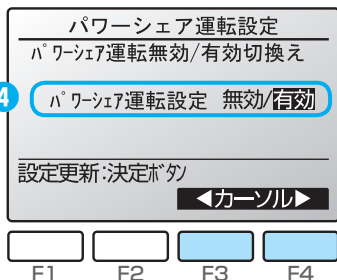 パワーシェア運転設定
ﾊﾟﾜｰｼｪｱ運転無効/有効切換え
4
ﾊﾟﾜｰｼｪｱ運転設定 無効/有効
設定更新:決定ﾎﾞﾀﾝ
◀カーソル▶
F1 F2 F3 F4